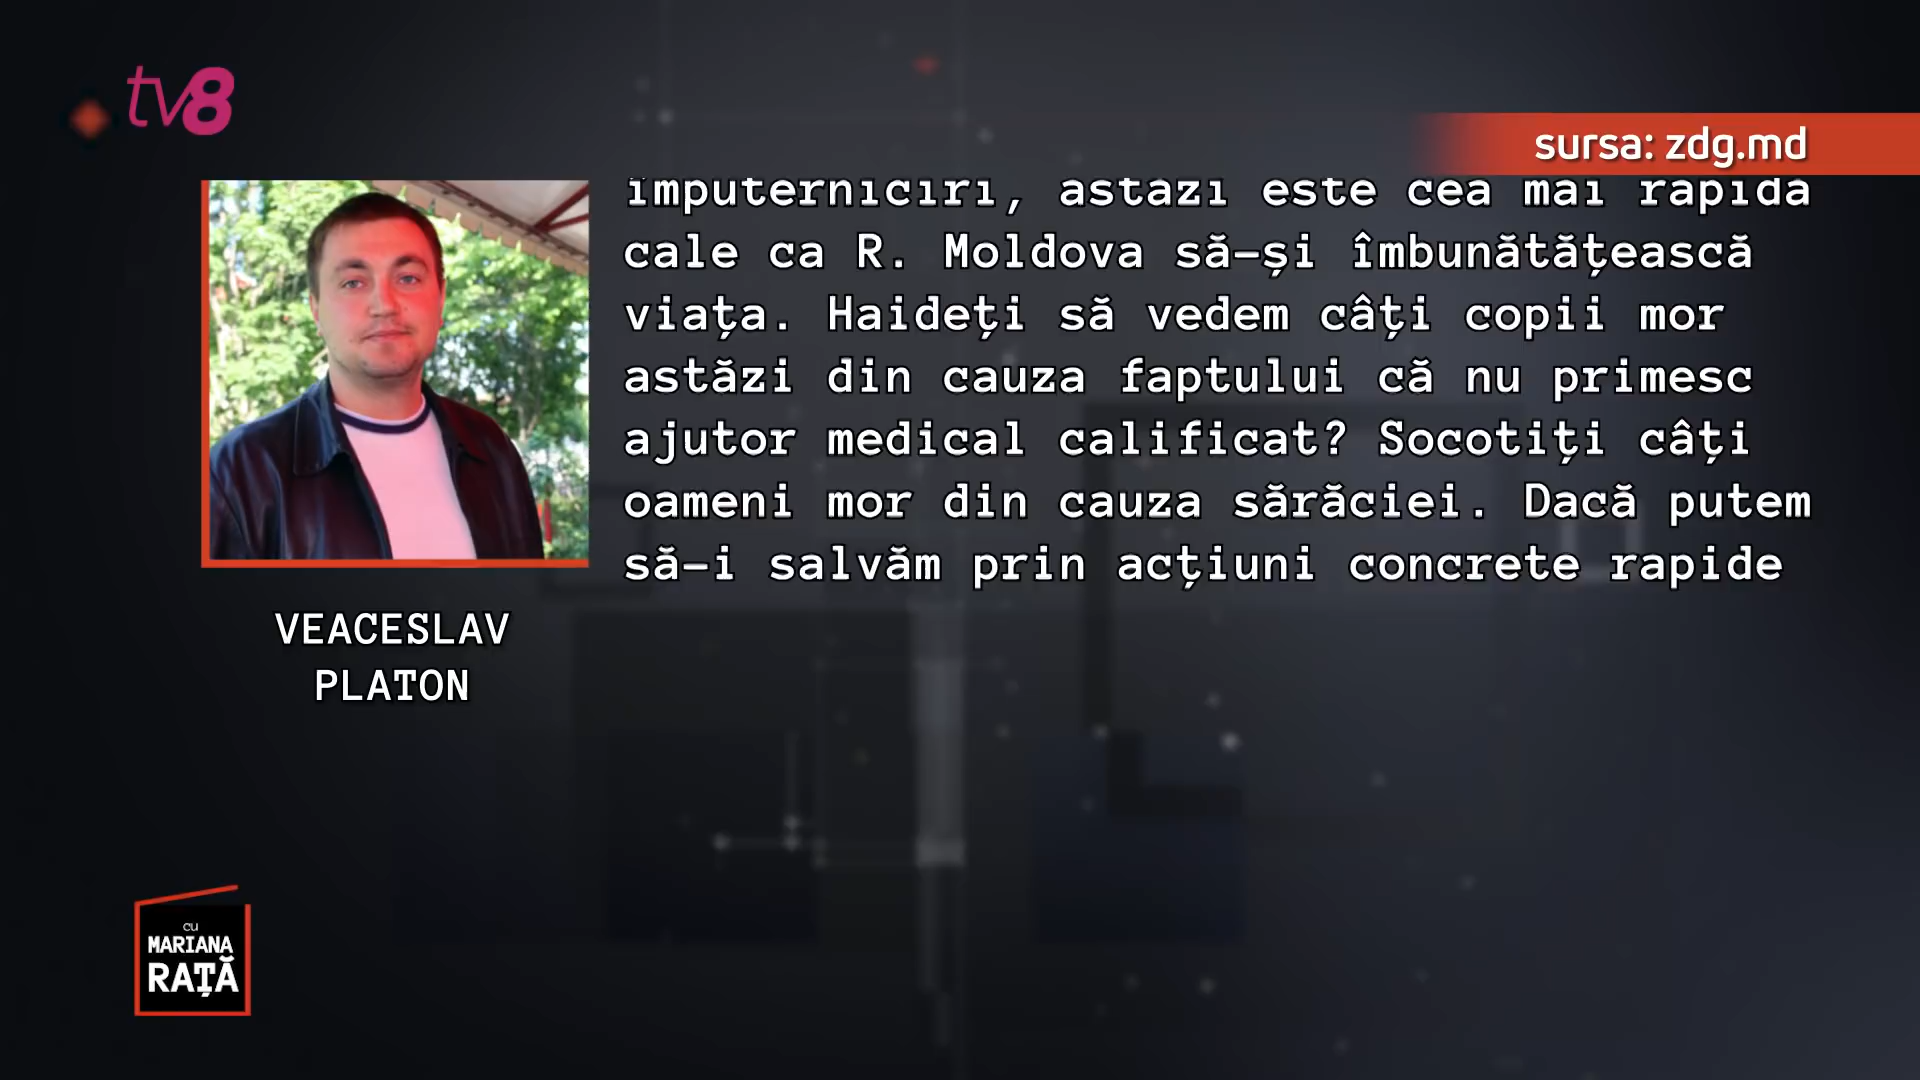 tv8
sursa: zdg.md
împuterniciri, astăzi este cea mai rapidă
cale ca R. Moldova să-și îmbunătățească
viața. Haideți să vedem câți copii mor
astăzi din cauza faptului că nu primesc
ajutor medical calificat? Socotiți câți
oameni mor din cauza sărăciei. Dacă putem
să-i salvăm prin acțiuni concrete rapide
VEACESLAV
PLATON
cu
MARIANA
RAȚĂ